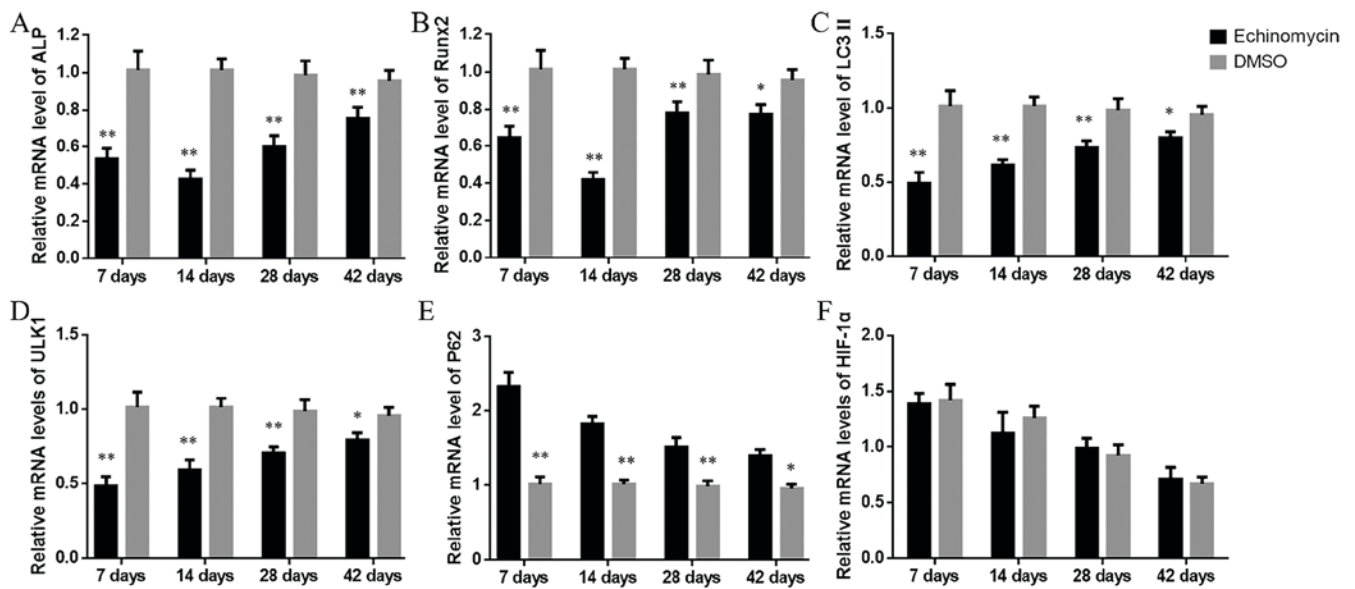 A
Relative mRNA level of ALP
1.2
1.0
0.8
0.6
0.4
0.2
0.0
**
**
**
**
7 days
14 days
28 days
42 days
B
Relative mRNA level of Runx2
1.2
1.0
0.8
0.6
0.4
0.2
0.0
**
**
**
*
7 days
14 days
28 days
42 days
C
Relative mRNA level of LC3 II
1.5
1.0
0.5
0.0
**
**
**
*
7 days
14 days
28 days
42 days
Echinomycin
DMSO
D
Relative mRNA levels of ULK1
1.5
1.0
0.5
0.0
**
**
**
*
7 days
14 days
28 days
42 days
E
Relative mRNA level of P62
3
2
1
0
**
**
**
*
7 days
14 days
28 days
42 days
F
Relative mRNA levels of HIF-1α
2.0
1.5
1.0
0.5
0.0
7 days
14 days
28 days
42 days